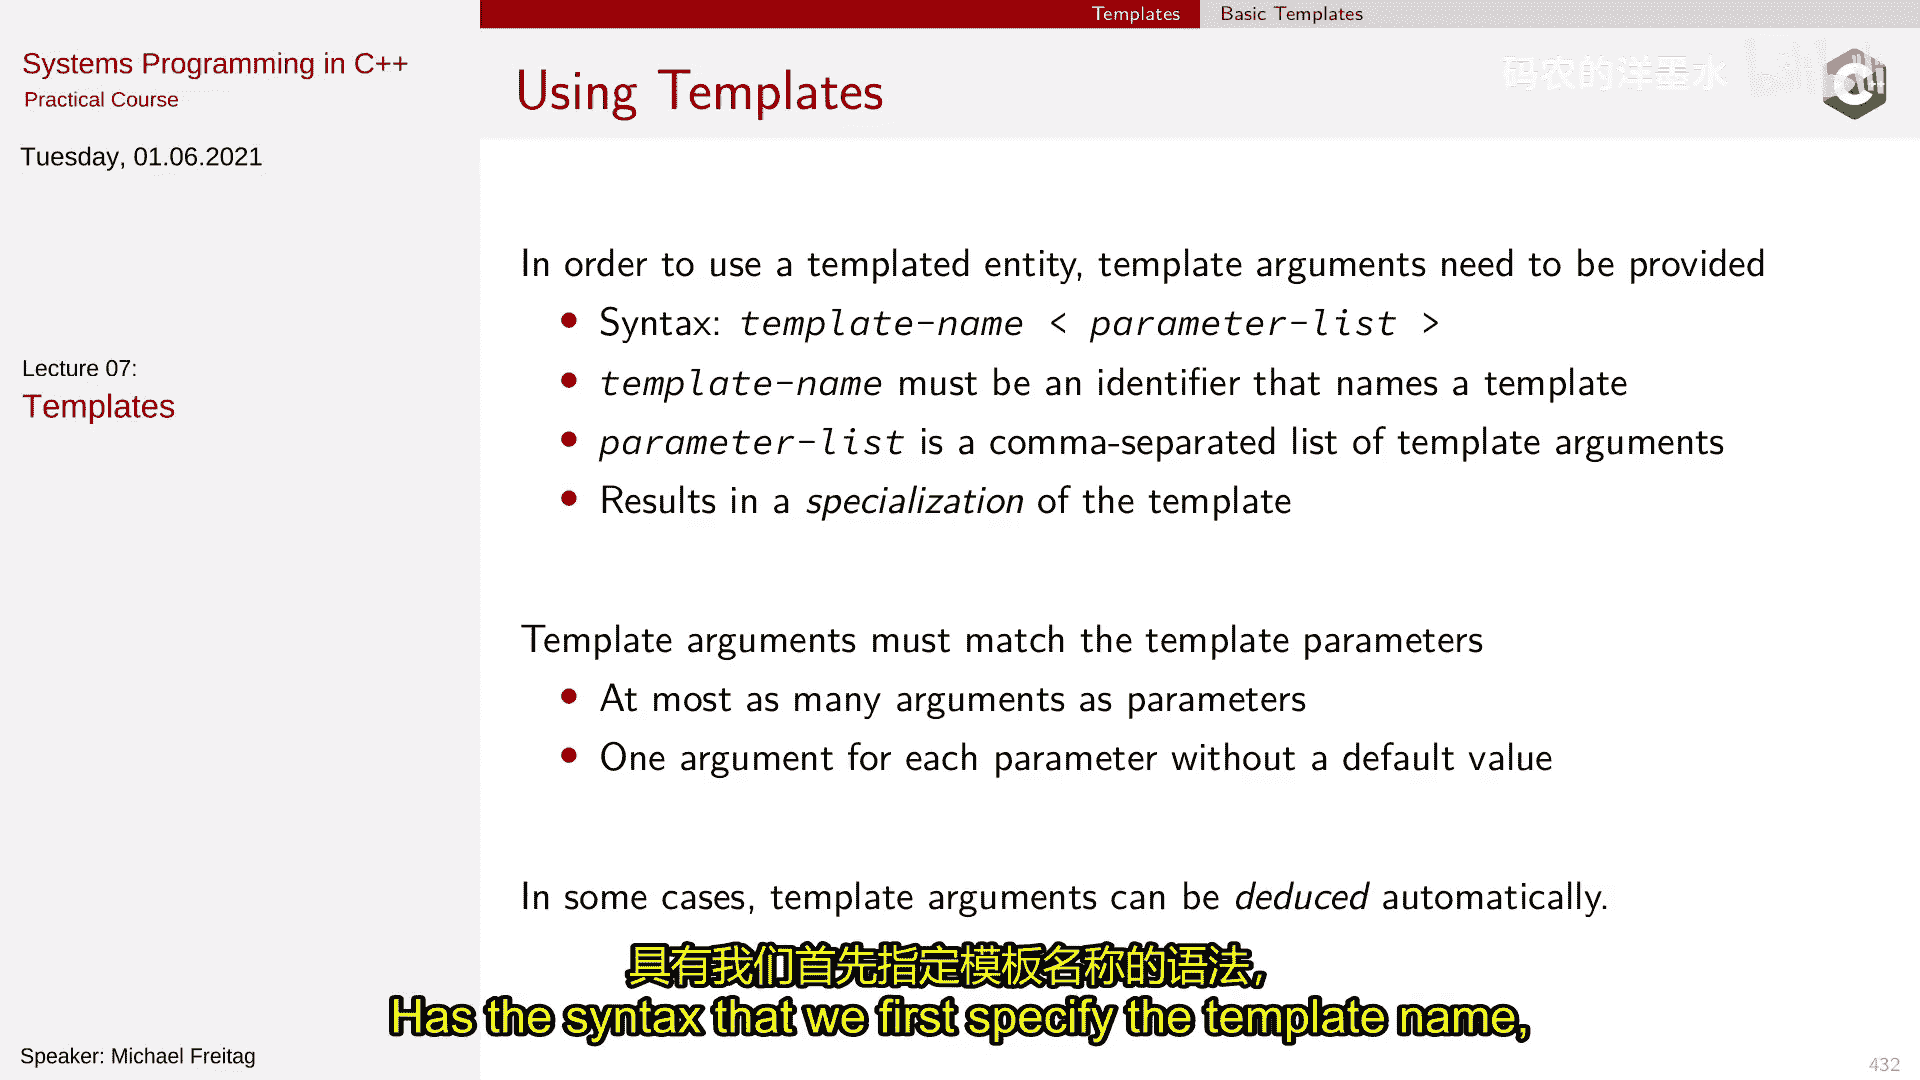 Templates
Basic Templates
Systems Programming in C++
Practical Course
Tuesday, 01.06.2021
Using Templates
码农的洋墨水
In order to use a templated entity, template arguments need to be provided
• Syntax: template-name < parameter-list >
• template-name must be an identifier that names a template
• parameter-list is a comma-separated list of template arguments
• Results in a specialization of the template
Lecture 07:
Templates
Template arguments must match the template parameters
• At most as many arguments as parameters
• One argument for each parameter without a default value
In some cases, template arguments can be deduced automatically.
具有我们首先指定模板名称的语法，
Has the syntax that we first specify the template name,
Speaker: Michael Freitag
432